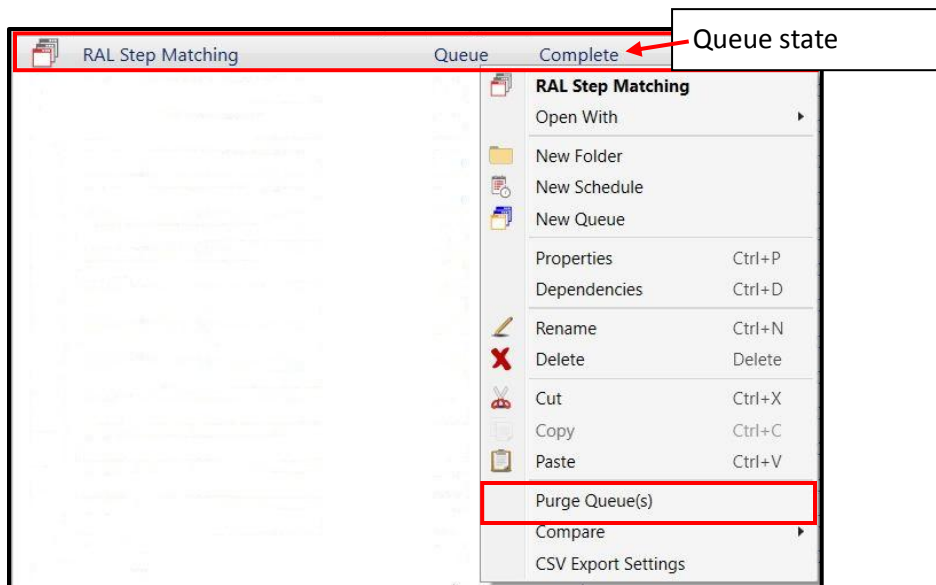 Queue state
RAL Step Matching Queue Complete
RAL Step Matching
Open With
New Folder
New Schedule
New Queue
Properties Ctrl+P
Dependencies Ctrl+D
Rename Ctrl+N
Delete Delete
Cut Ctrl+X
Copy Ctrl+C
Paste Ctrl+V
Purge Queue(s)
Compare
CSV Export Settings